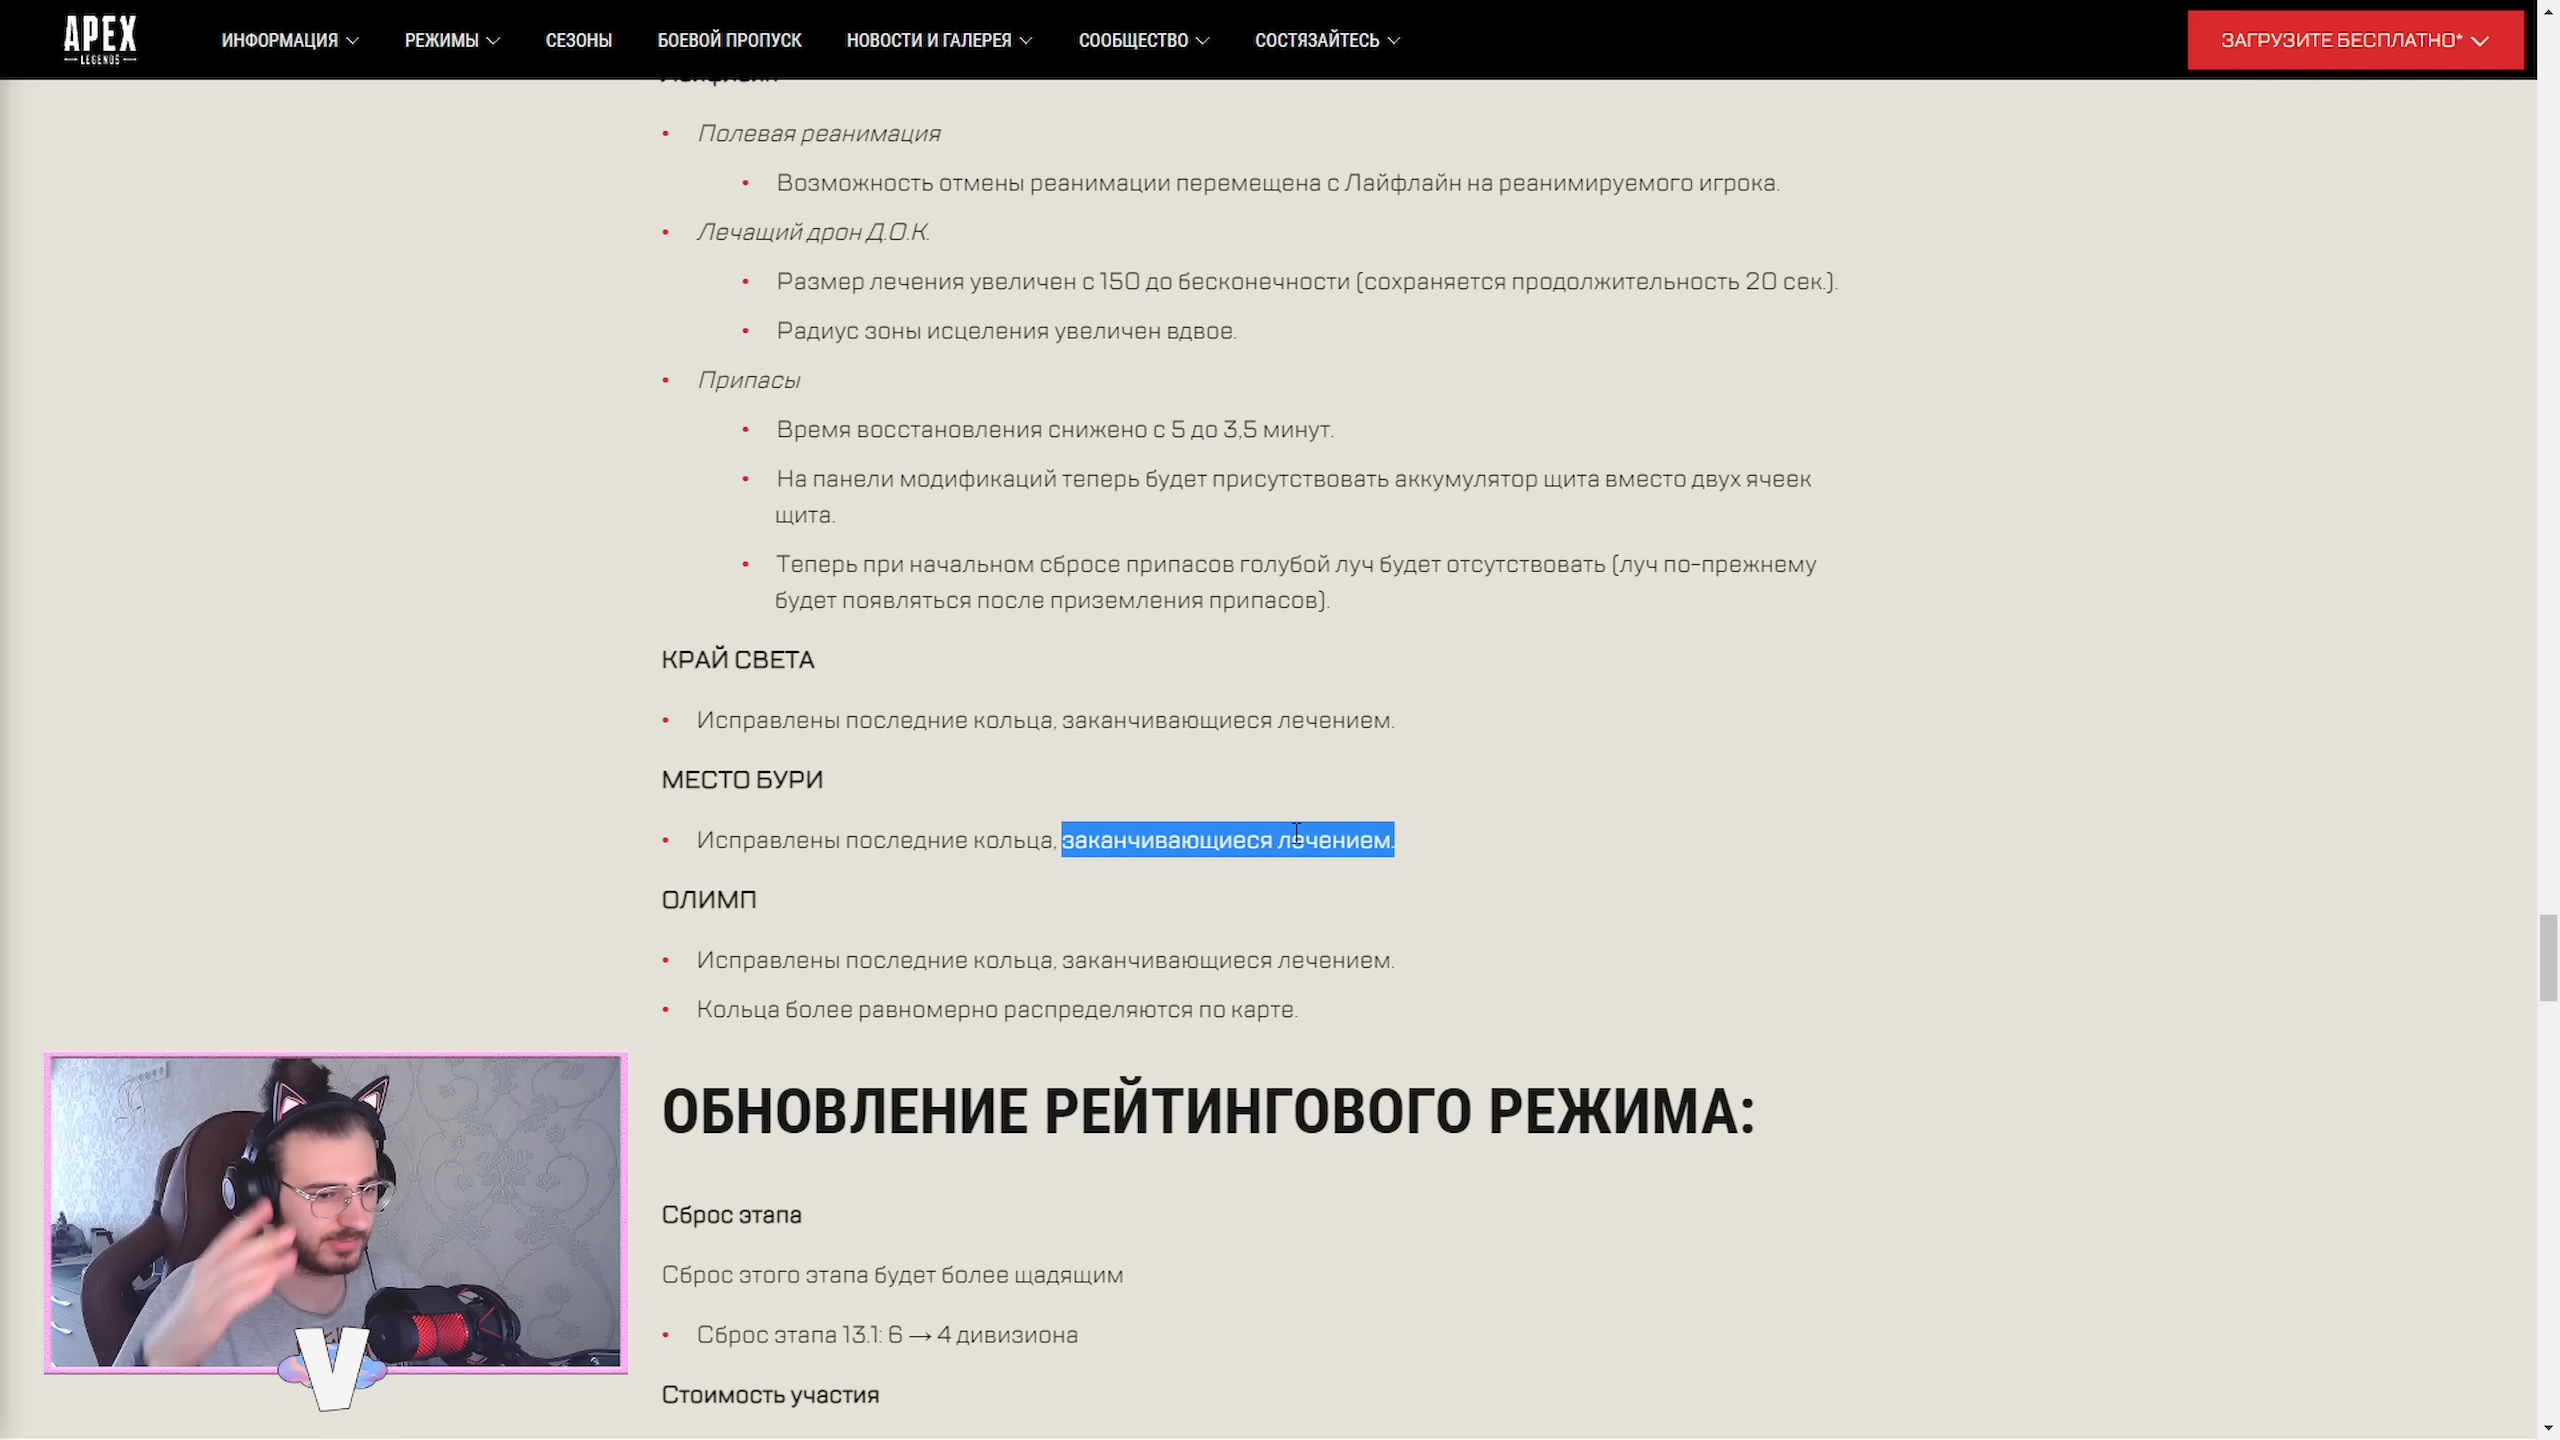 APEX
LEGENDS
ИНФОРМАЦИЯ
РЕЖИМЫ
СЕЗОНЫ
БОЕВОЙ ПРОПУСК
НОВОСТИ И ГАЛЕРЕЯ
СООБЩЕСТВО
СОСТЯЗАЙТЕСЬ
ЗАГРУЗИТЕ БЕСПЛАТНО*
• Полевая реанимация
• Возможность отмены реанимации перемещена с Лайфлайн на реанимируемого игрока.
• Лечащий дрон Д.О.К.
• Размер лечения увеличен с 150 до бесконечности (сохраняется продолжительность 20 сек.).
• Радиус зоны исцеления увеличен вдвое.
• Припасы
• Время восстановления снижено с 5 до 3,5 минут.
• На панели модификаций теперь будет присутствовать аккумулятор щита вместо двух ячеек
щита.
• Теперь при начальном сбросе припасов голубой луч будет отсутствовать (луч по-прежнему
будет появляться после приземления припасов).
КРАЙ СВЕТА
• Исправлены последние кольца, заканчивающиеся лечением.
МЕСТО БУРИ
• Исправлены последние кольца, заканчивающиеся лечением.
ОЛИМП
• Исправлены последние кольца, заканчивающиеся лечением.
• Кольца более равномерно распределяются по карте.
ОБНОВЛЕНИЕ РЕЙТИНГОВОГО РЕЖИМА:
Сброс этапа
Сброс этого этапа будет более щадящим
• Сброс этапа 13.1: 6 → 4 дивизиона
Стоимость участия
V